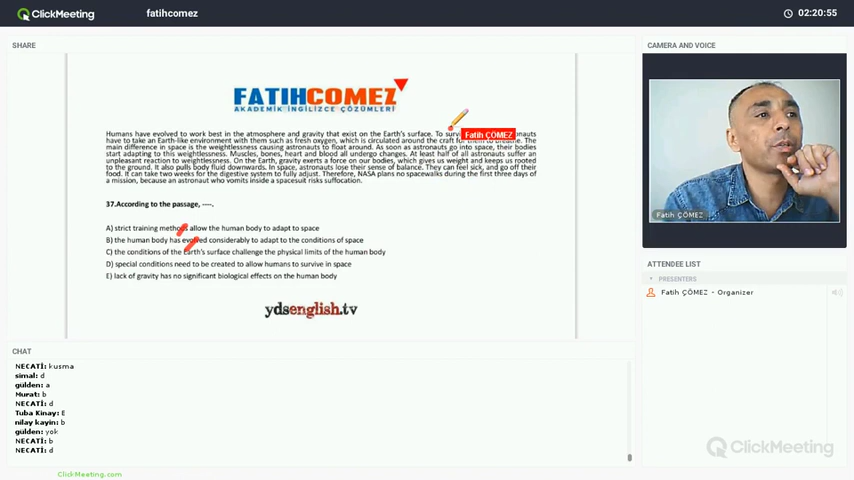 ClickMeeting
fatihcomez
02:20:55
SHARE
CAMERA AND VOICE
FATIHCOMEZ
AKADEMİK İNGİLİZCE ÇÖZÜMLERİ
Humans have evolved to work best in the atmosphere and gravity that exist on the Earth's surface. To
Fatih ÇÖMEZ
have to take an Earth-like environment with them such as fresh oxygen, which is circulated around the craft for them to breathe. The
main difference in space is the weightlessness causing astronauts to float around. As soon as astronauts go into space, their bodies
start adapting to this weightlessness. Muscles, bones, heart and blood all undergo changes. At least half of all astronauts suffer an
unpleasant reaction to weightlessness. On the Earth, gravity exerts a force on our bodies, which gives us weight and keeps us rooted
to the ground. It also pulls body fluid downwards. In space, astronauts lose their sense of balance. They can feel sick, and go off their
food. It can take two weeks for the digestive system to fully adjust. Therefore, NASA plans no spacewalks during the first three days of
a mission, because an astronaut who vomits inside a spacesuit risks suffocation.
37.According to the passage, ----.
A) strict training methods allow the human body to adapt to space
B) the human body has evolved considerably to adapt to the conditions of space
C) the conditions of the Earth's surface challenge the physical limits of the human body
D) special conditions need to be created to allow humans to survive in space
E) lack of gravity has no significant biological effects on the human body
ydsenglish.tv
Fatih ÇÖMEZ
ATTENDEE LIST
PRESENTERS
Fatih ÇÖMEZ - Organizer
CHAT
NECATİ: kusma
simal: d
gülden: a
Murat: b
NECATİ: d
Tuba Kinay: E
nilay kayin: b
gülden: yok
NECATİ: b
NECATİ: d
ClickMeeting
ClickMeeting.com